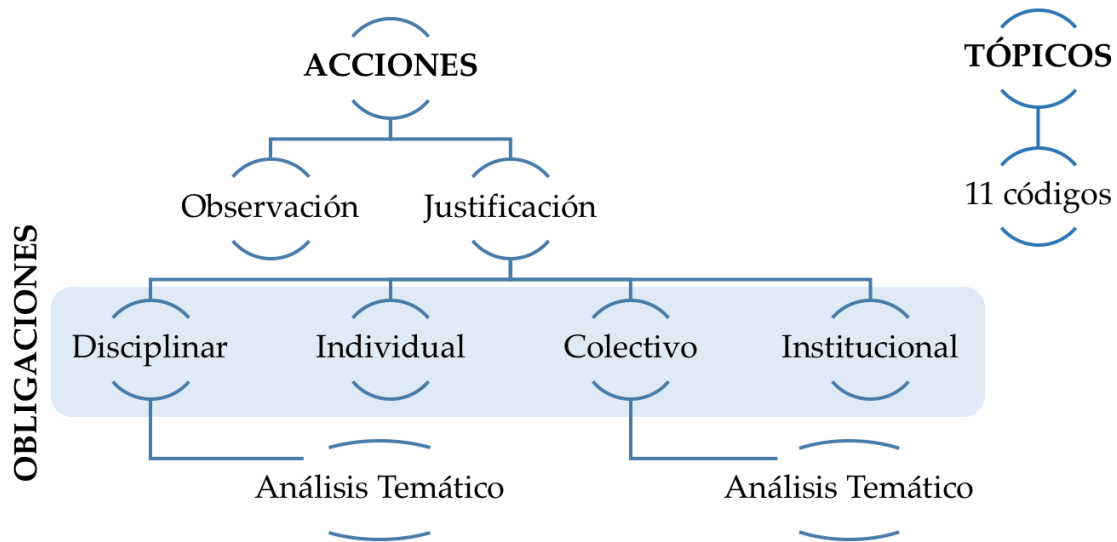 ACCIONES
TÓPICOS
Observación
Justificación
11 códigos
OBLIGACIONES
Disciplinar
Individual
Colectivo
Institucional
Análisis Temático
Análisis Temático